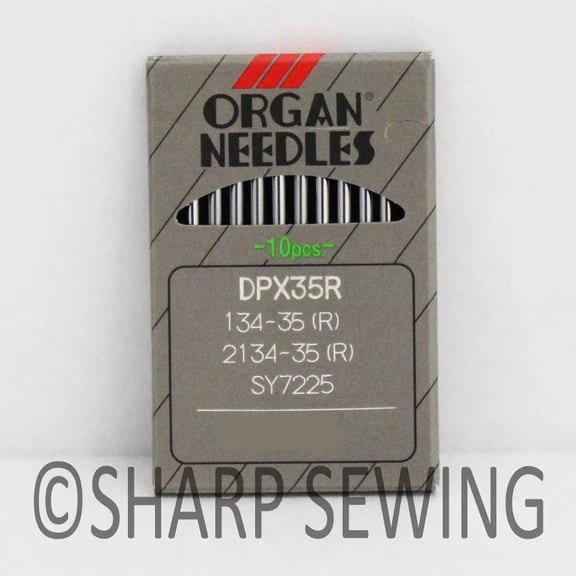 ORGAN®
NEEDLES
-10pcs.-
DPX35R
134-35 (R)
2134-35 (R)
SY7225
©SHARP SEWING